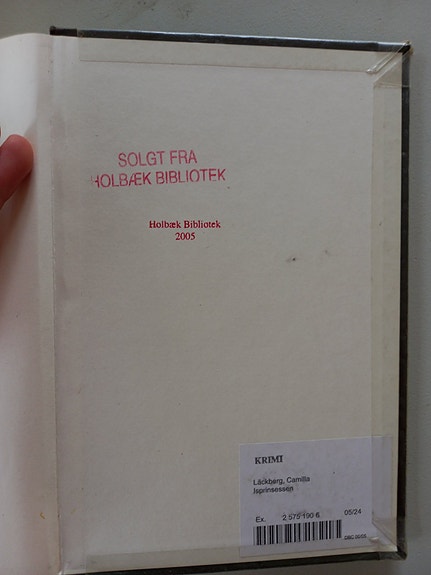 SOLGT FRA
HOLBÆK BIBLIOTEK
Holbæk Bibliotek
2005
KRIMI
Läckberg, Camilla
Isprinsessen
Ex. 2 575 190 6 05/24